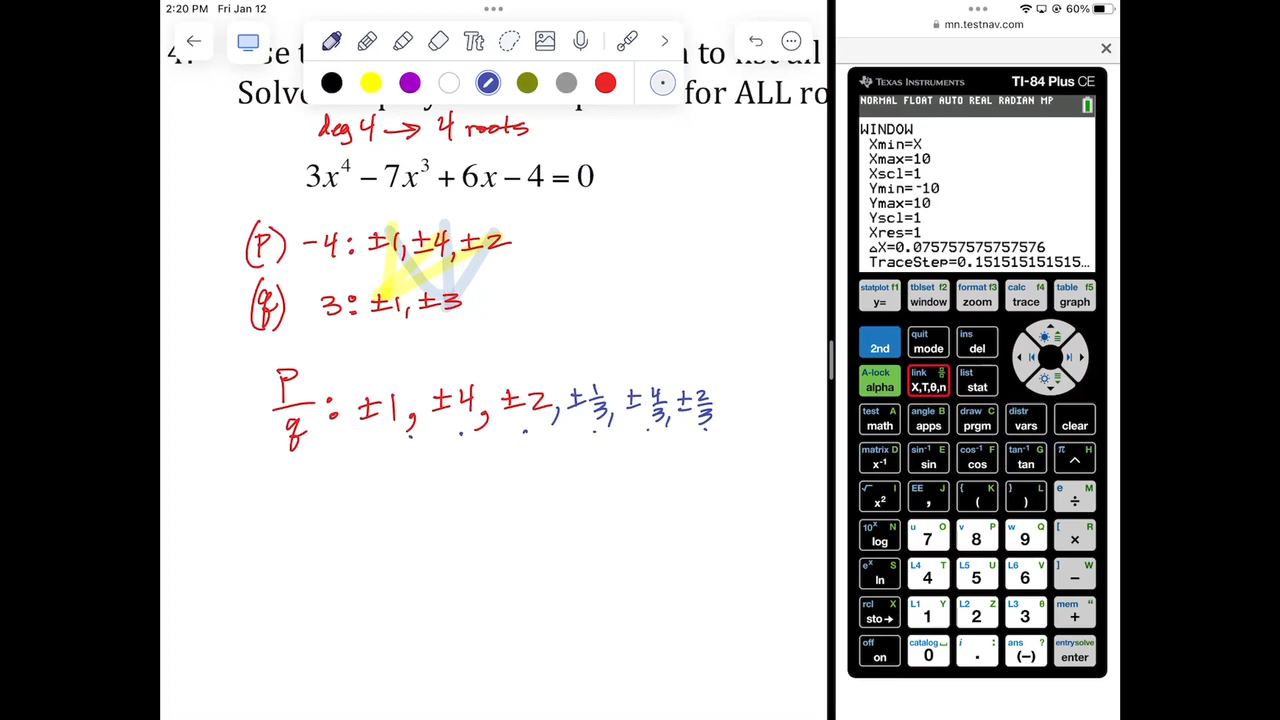 2:20 PM Fri Jan 12
60%
mn.testnav.com
to list all
Solve for ALL ro
deg 4 → 4 roots
3x⁴ − 7x³ + 6x − 4 = 0
(P) −4: ±1, ±4, ±2
(q) 3: ±1, ±3
P/q : ±1, ±4, ±2, ±1/3, ±4/3, ±2/3
Tt
TEXAS INSTRUMENTS TI-84 Plus CE
NORMAL FLOAT AUTO REAL RADIAN MP
WINDOW
Xmin=X
Xmax=10
Xscl=1
Ymin=-10
Ymax=10
Yscl=1
Xres=1
△X=0.075757575757576
TraceStep=0.151515151515...
statplot f1 tblset f2 format f3 calc f4 table f5
y= window zoom trace graph
quit ins
2nd mode del
A-lock link list
alpha X,T,θ,n stat
test A angle B draw C distr
math apps prgm vars clear
matrix D sin⁻¹ E cos⁻¹ F tan⁻¹ G π H
x⁻¹ sin cos tan ^
√ I EE J { K } L e M
x² , ( ) ÷
10ˣ N u O v P w Q [ R
log 7 8 9 ×
eˣ S L4 T L5 U L6 V ] W
ln 4 5 6 −
rcl X L1 Y L2 Z L3 θ mem "
sto→ 1 2 3 +
off catalog i : ans ? entry solve
on 0 . (−) enter